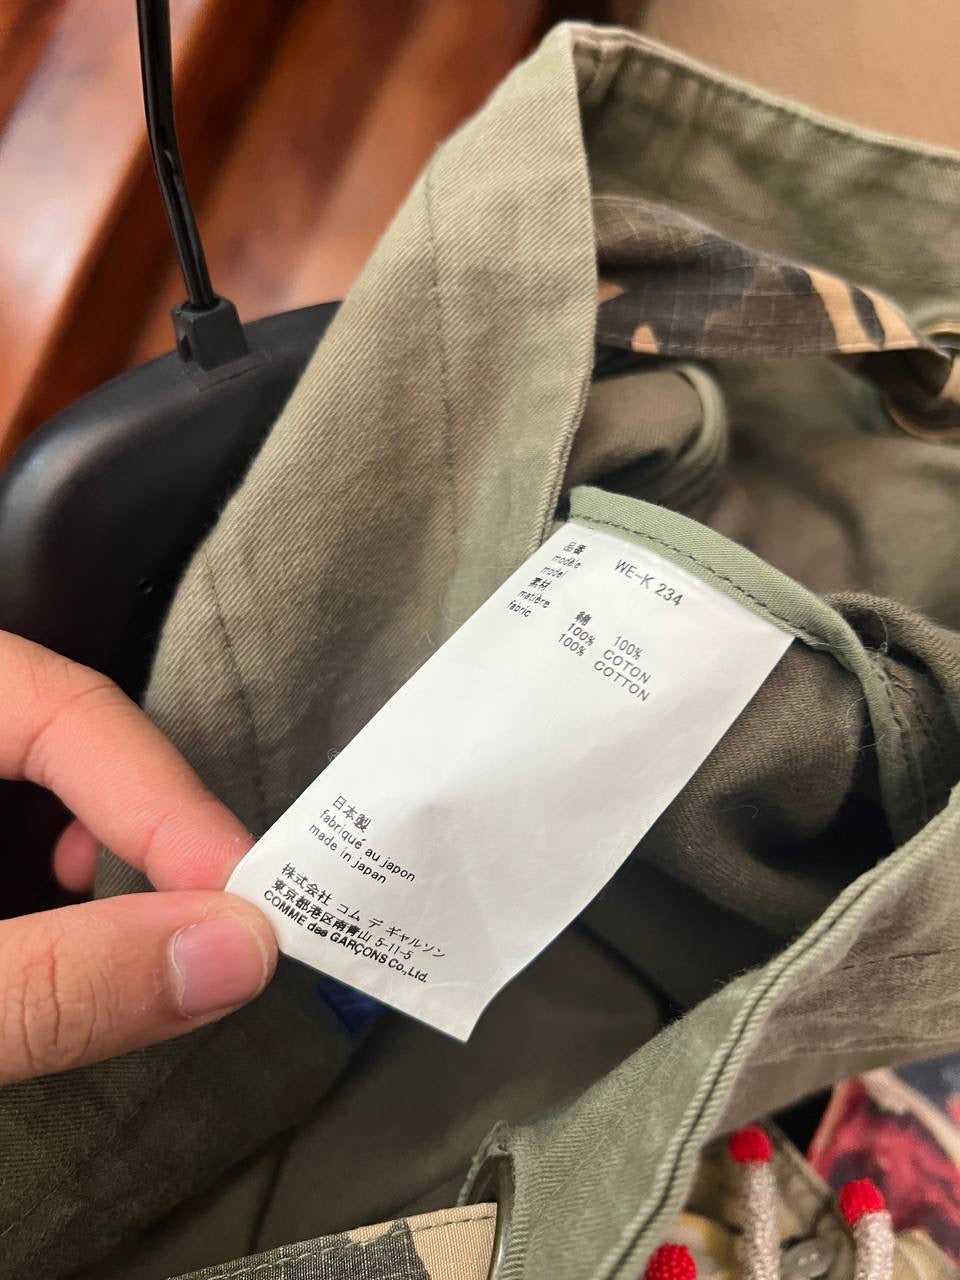 品番
modèle
model
WE-K 234
素材
matière
fabric
綿 100%
100% COTON
100% COTTON
日本製
fabriqué au japon
made in japan
株式会社 コム デ ギャルソン
東京都港区南青山 5-11-5
COMME des GARÇONS Co.,Ltd.